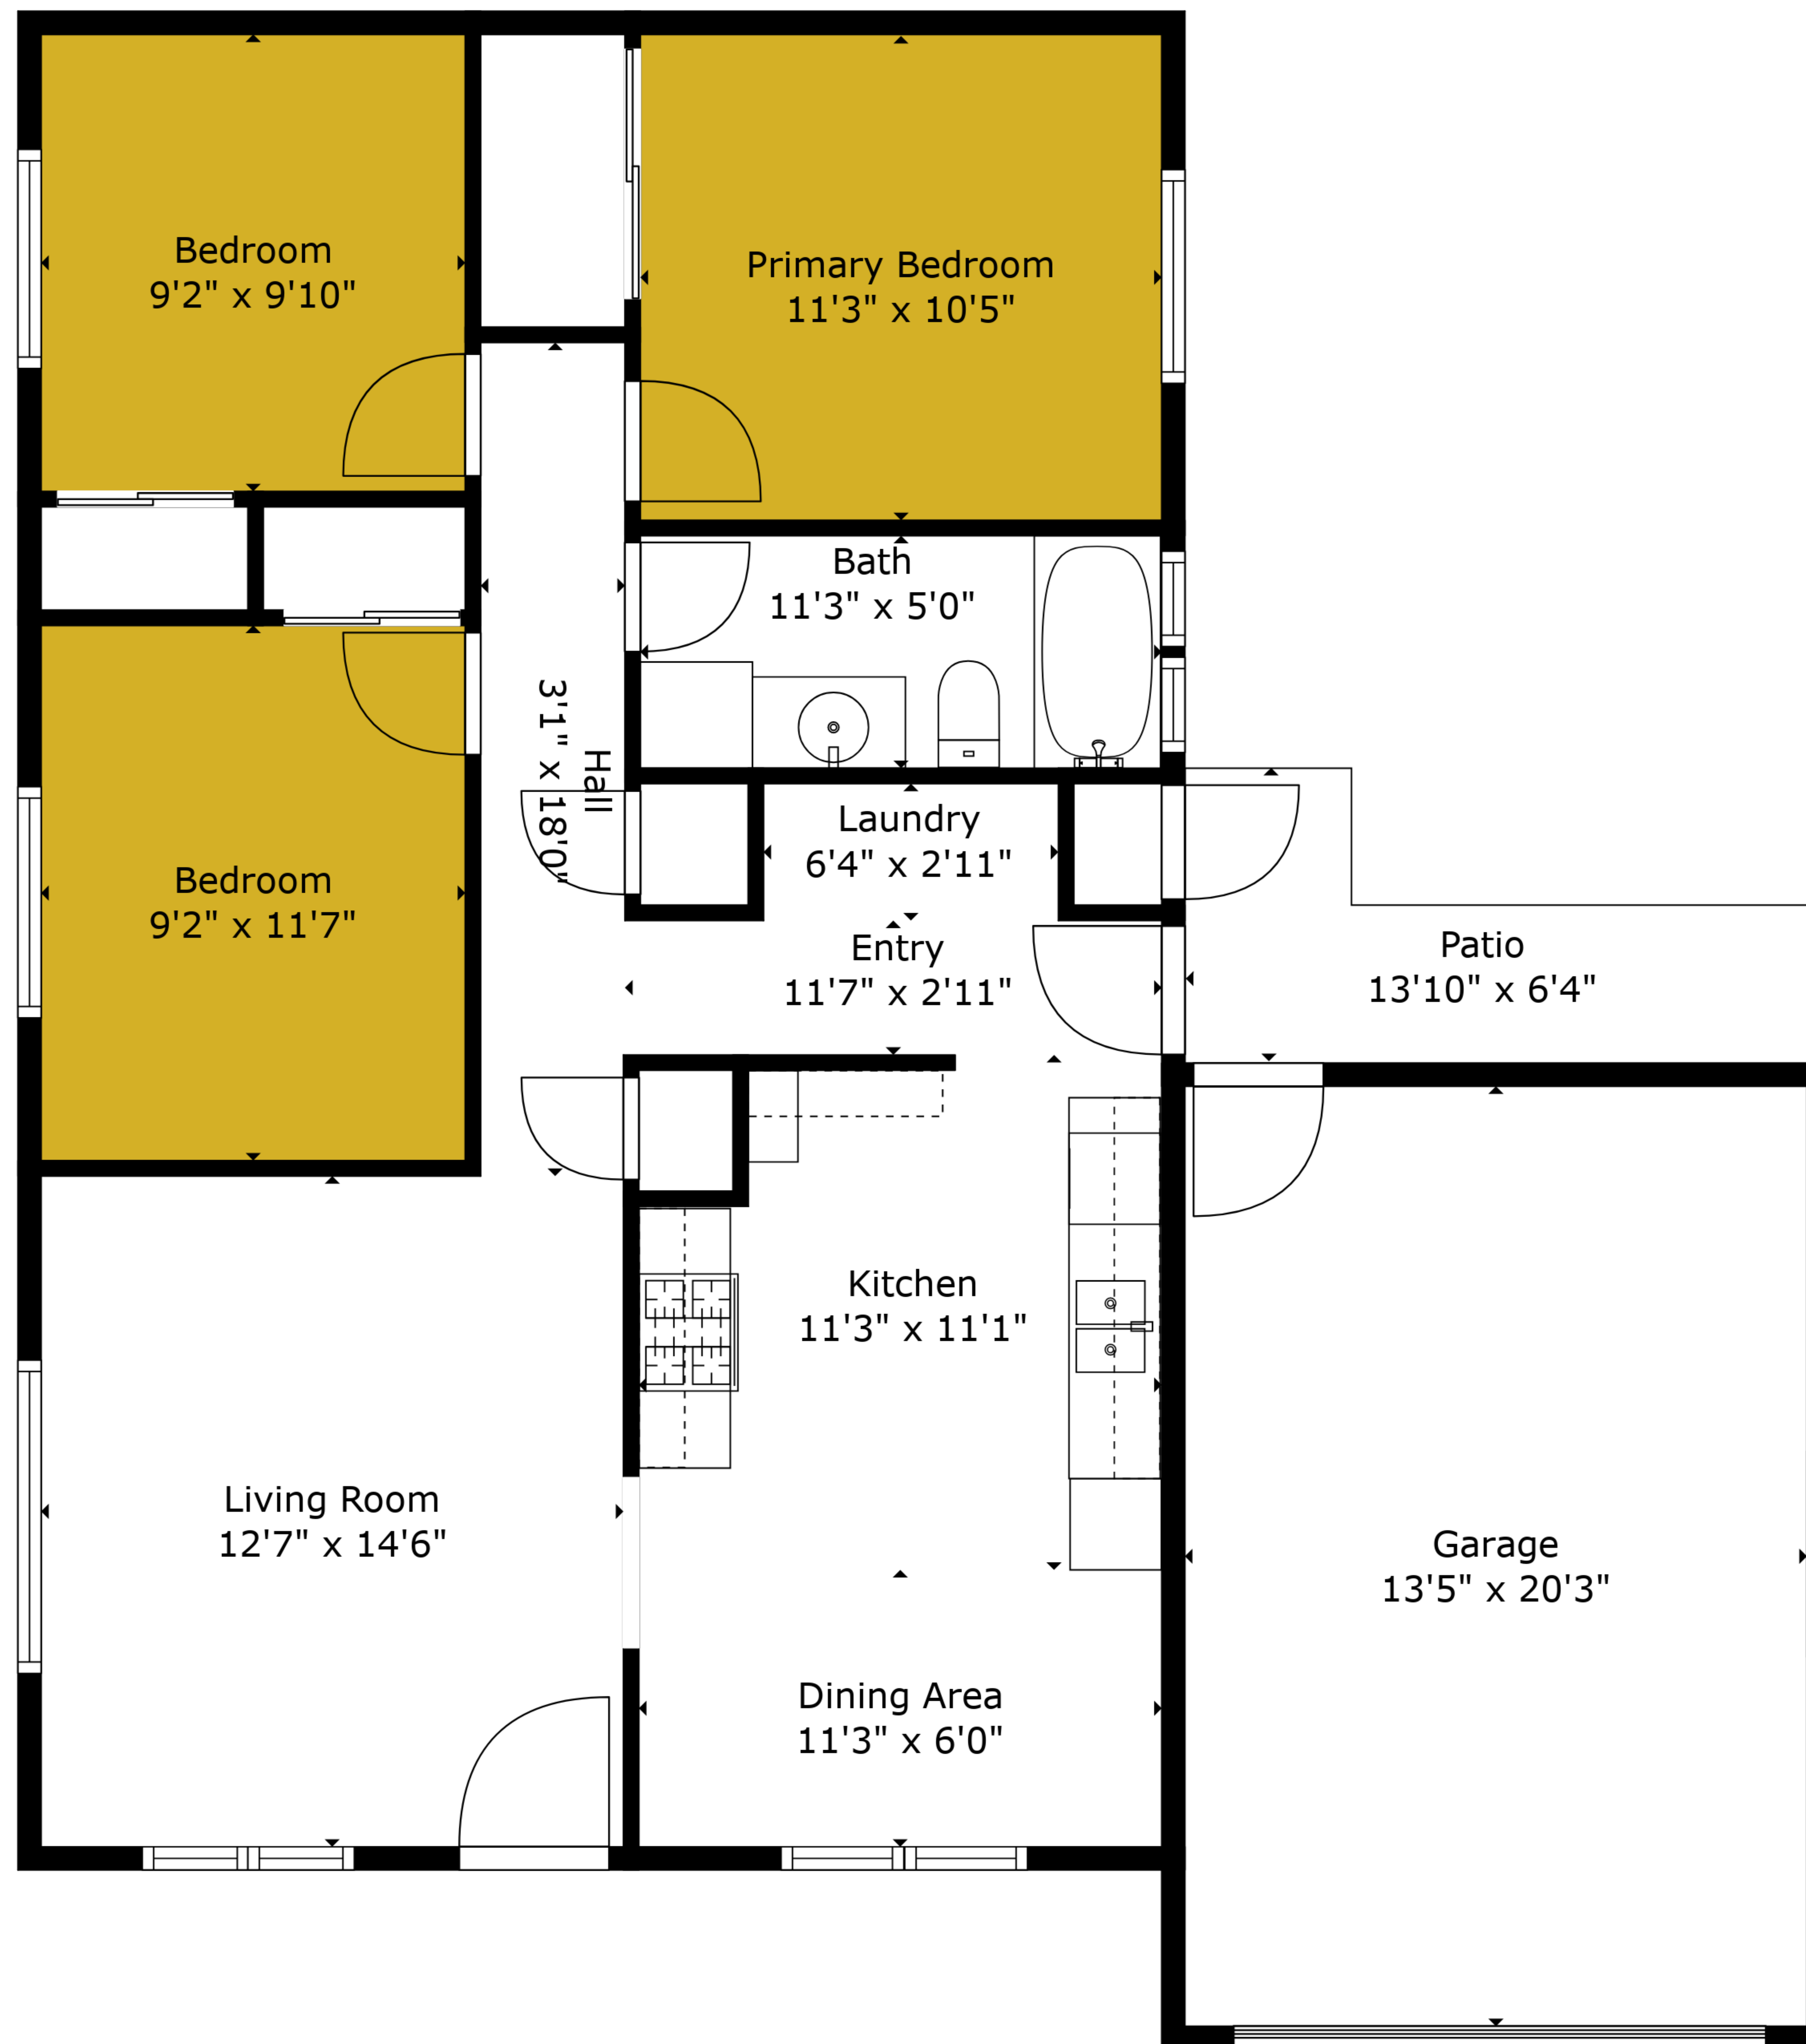 Bedroom
9'2" x 9'10"
Primary Bedroom
11'3" x 10'5"
Bath
11'3" x 5'0"
Hall
3'1" x 18'0"
Laundry
6'4" x 2'11"
Bedroom
9'2" x 11'7"
Entry
11'7" x 2'11"
Patio
13'10" x 6'4"
Kitchen
11'3" x 11'1"
Living Room
12'7" x 14'6"
Garage
13'5" x 20'3"
Dining Area
11'3" x 6'0"